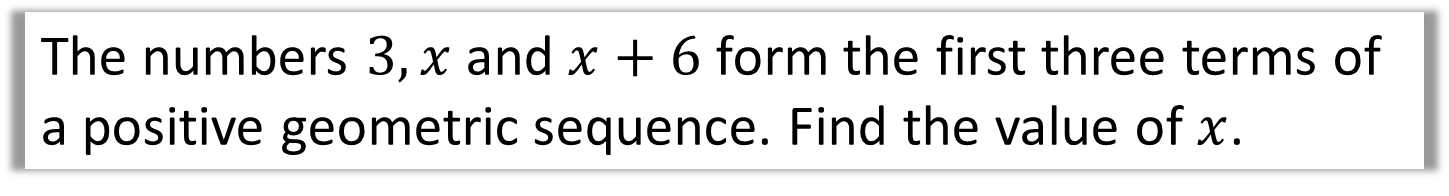 The numbers 3, x and x + 6 form the first three terms of
a positive geometric sequence. Find the value of x.